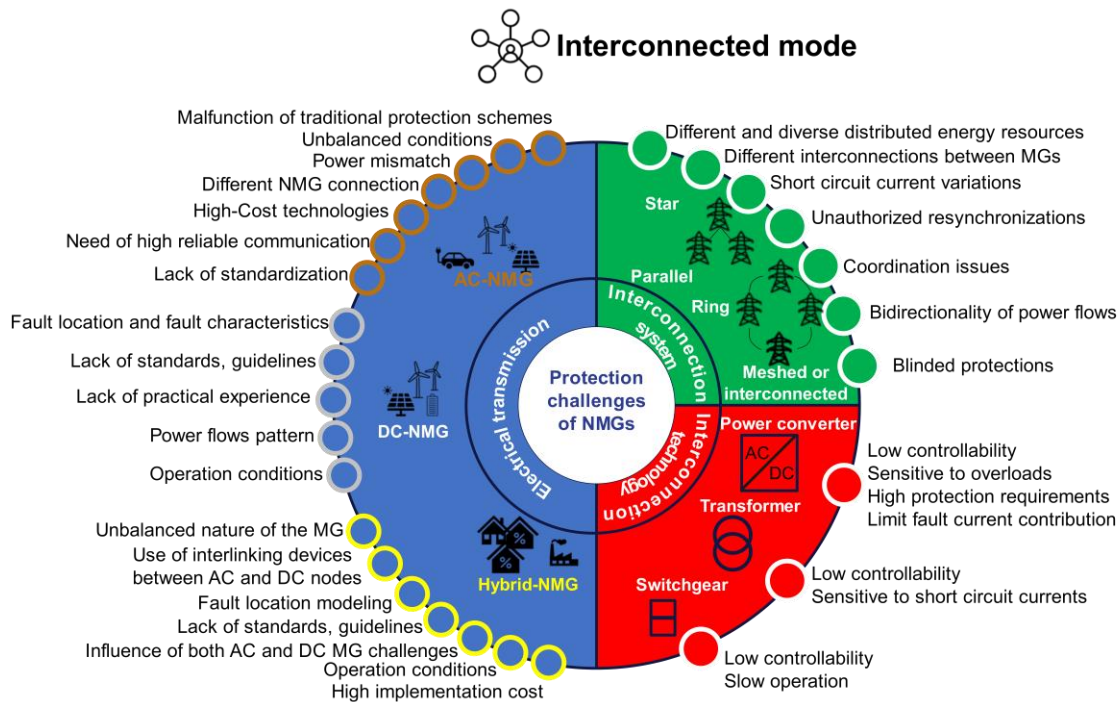 Interconnected mode
Malfunction of traditional protection schemes
Unbalanced conditions
Power mismatch
Different NMG connection
High-Cost technologies
Need of high reliable communication
Lack of standardization
Fault location and fault characteristics
Lack of standards, guidelines
Lack of practical experience
Power flows pattern
Operation conditions
Unbalanced nature of the MG
Use of interlinking devices
between AC and DC nodes
Fault location modeling
Lack of standards, guidelines
Influence of both AC and DC MG challenges
Operation conditions
High implementation cost
AC-NMG
DC-NMG
Hybrid-NMG
%
%
Electrical transmission
Protection
challenges
of NMGs
Interconnection
system
Interconnection
technology
Star
Parallel
Ring
Meshed or
interconnected
Power converter
AC
DC
Transformer
Switchgear
Different and diverse distributed energy resources
Different interconnections between MGs
Short circuit current variations
Unauthorized resynchronizations
Coordination issues
Bidirectionality of power flows
Blinded protections
Low controllability
Sensitive to overloads
High protection requirements
Limit fault current contribution
Low controllability
Sensitive to short circuit currents
Low controllability
Slow operation